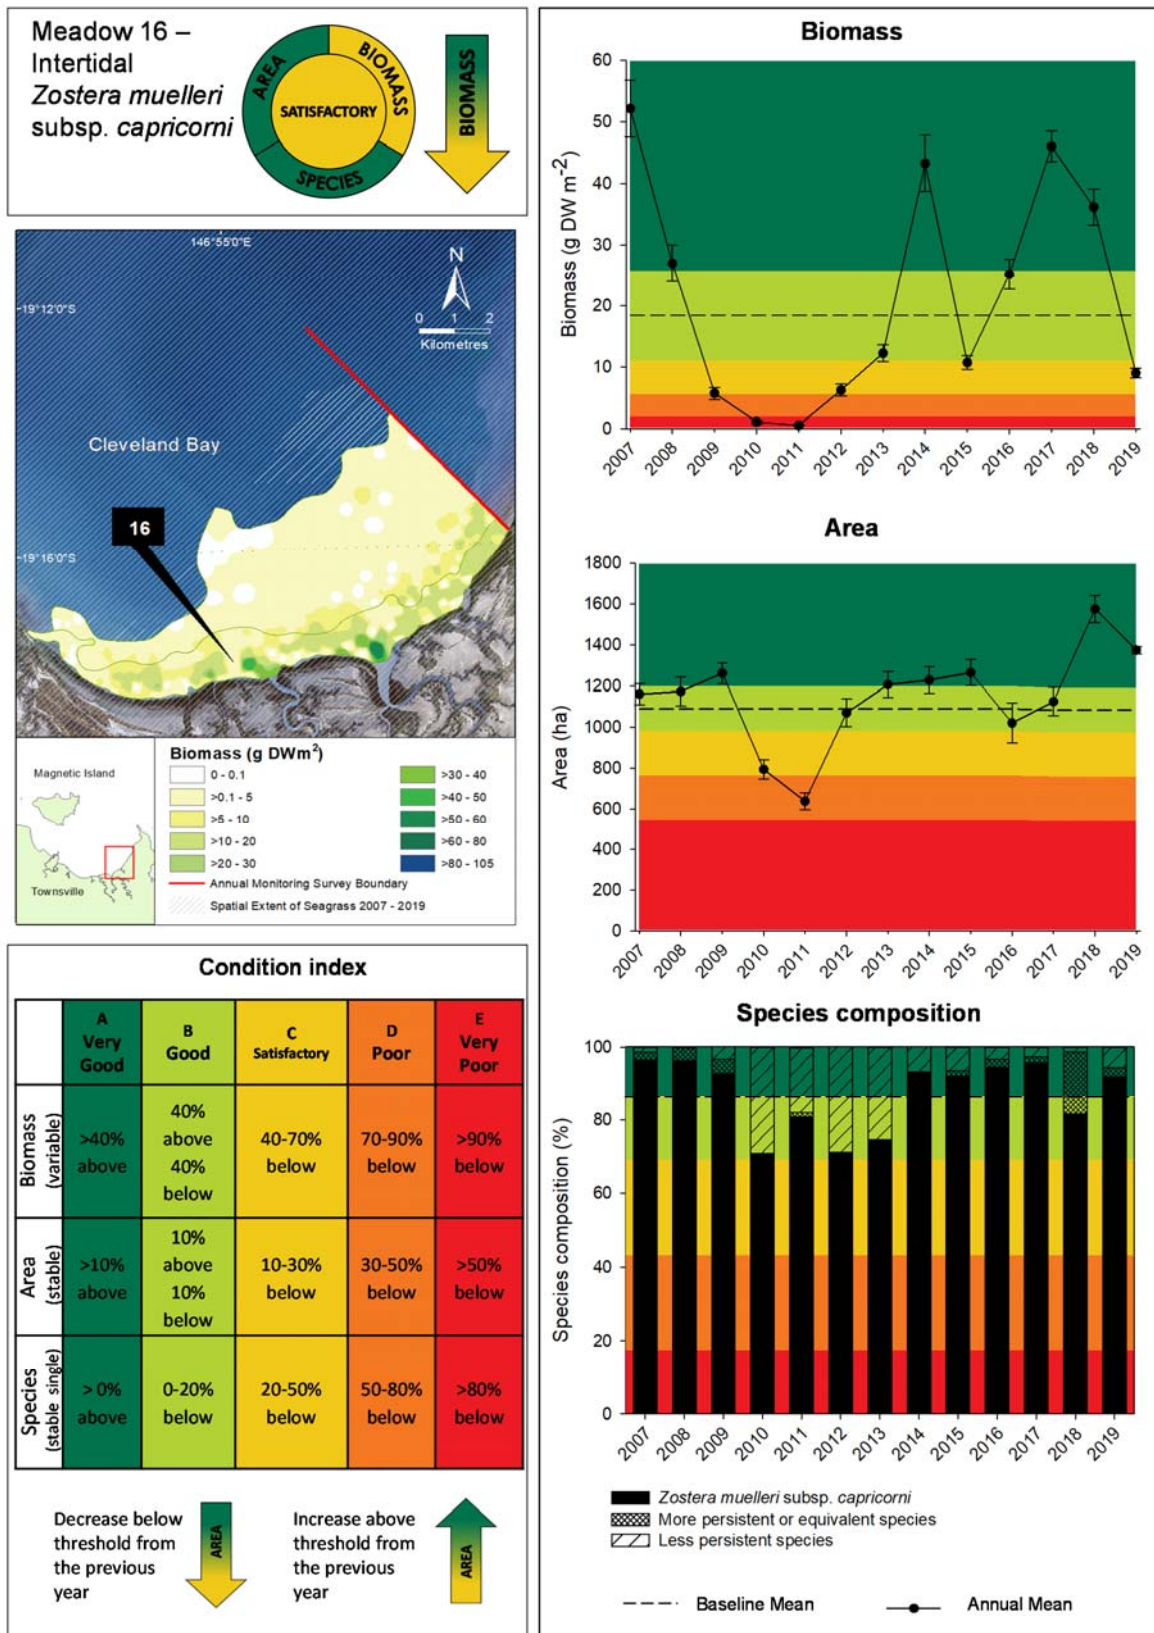 Meadow 16 –
Intertidal
Zostera muelleri
subsp. capricorni
AREA
BIOMASS
SPECIES
SATISFACTORY
BIOMASS
146°55'0"E
19°12'0"S
19°16'0"S
N
0 1 2
Kilometres
Cleveland Bay
16
Magnetic Island
Townsville
Biomass (g DWm²)
0 - 0.1
>0.1 - 5
>5 - 10
>10 - 20
>20 - 30
>30 - 40
>40 - 50
>50 - 60
>60 - 80
>80 - 105
Annual Monitoring Survey Boundary
Spatial Extent of Seagrass 2007 - 2019
Condition index
A
Very
Good
B
Good
C
Satisfactory
D
Poor
E
Very
Poor
Biomass
(variable)
>40%
above
40%
above
40%
below
40-70%
below
70-90%
below
>90%
below
Area
(stable)
>10%
above
10%
above
10%
below
10-30%
below
30-50%
below
>50%
below
Species
(stable single)
> 0%
above
0-20%
below
20-50%
below
50-80%
below
>80%
below
Decrease below
threshold from
the previous
year
AREA
Increase above
threshold from
the previous
year
AREA
Biomass
Biomass (g DW m⁻²)
60
50
40
30
20
10
0
2007 2008 2009 2010 2011 2012 2013 2014 2015 2016 2017 2018 2019
Area
Area (ha)
1800
1600
1400
1200
1000
800
600
400
200
0
2007 2008 2009 2010 2011 2012 2013 2014 2015 2016 2017 2018 2019
Species composition
Species composition (%)
100
80
60
40
20
0
2007 2008 2009 2010 2011 2012 2013 2014 2015 2016 2017 2018 2019
Zostera muelleri subsp. capricorni
More persistent or equivalent species
Less persistent species
Baseline Mean
Annual Mean